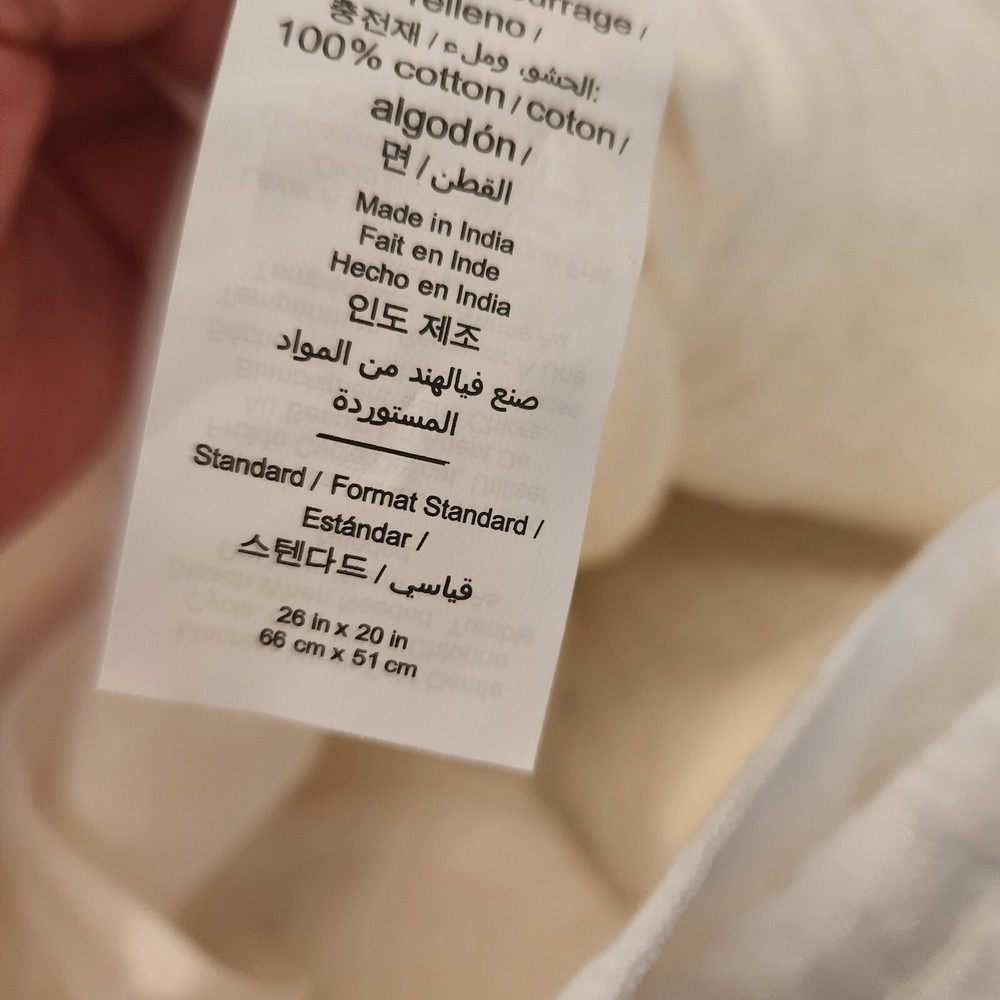 relleno /
충전재 / الحشو، وملء:
100% cotton / coton /
algodón /
면 / القطن
Made in India
Fait en Inde
Hecho en India
인도 제조
صنع فيالهند من المواد
المستوردة
Standard / Format Standard /
Estándar /
스텐다드 / قياسي
26 in x 20 in
66 cm x 51 cm